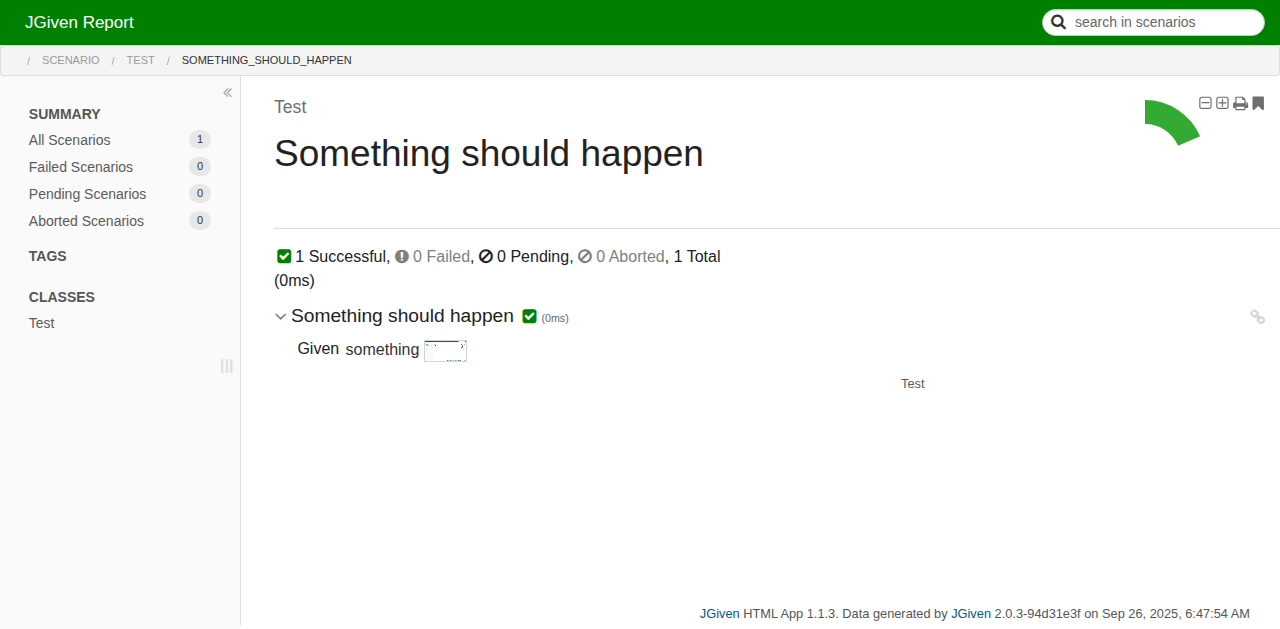 JGiven Report
search in scenarios
/ SCENARIO / TEST / SOMETHING_SHOULD_HAPPEN
SUMMARY
All Scenarios 1
Failed Scenarios 0
Pending Scenarios 0
Aborted Scenarios 0
TAGS
CLASSES
Test
Test
Something should happen
1 Successful, 0 Failed, 0 Pending, 0 Aborted, 1 Total
(0ms)
Something should happen (0ms)
Given something
Test
JGiven HTML App 1.1.3. Data generated by JGiven 2.0.3-94d31e3f on Sep 26, 2025, 6:47:54 AM